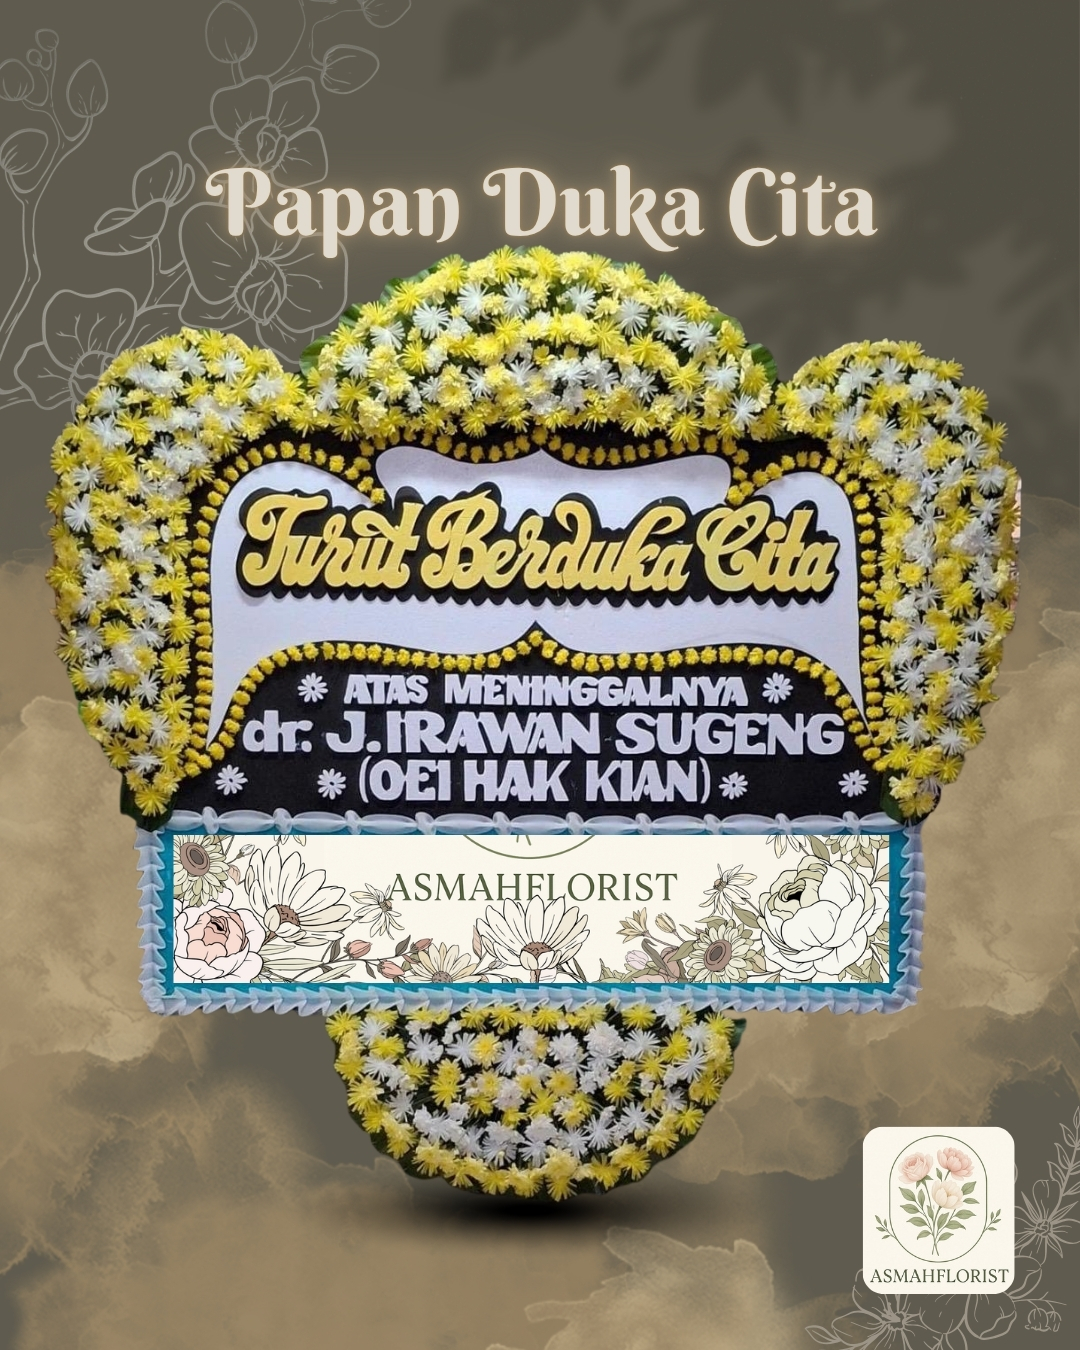 Papan Duka Cita
Turut Berduka Cita
ATAS MENINGGALNYA
dr. J. IRAWAN SUGENG
(OEI HAK KIAN)
ASMAHFLORIST
ASMAHFLORIST